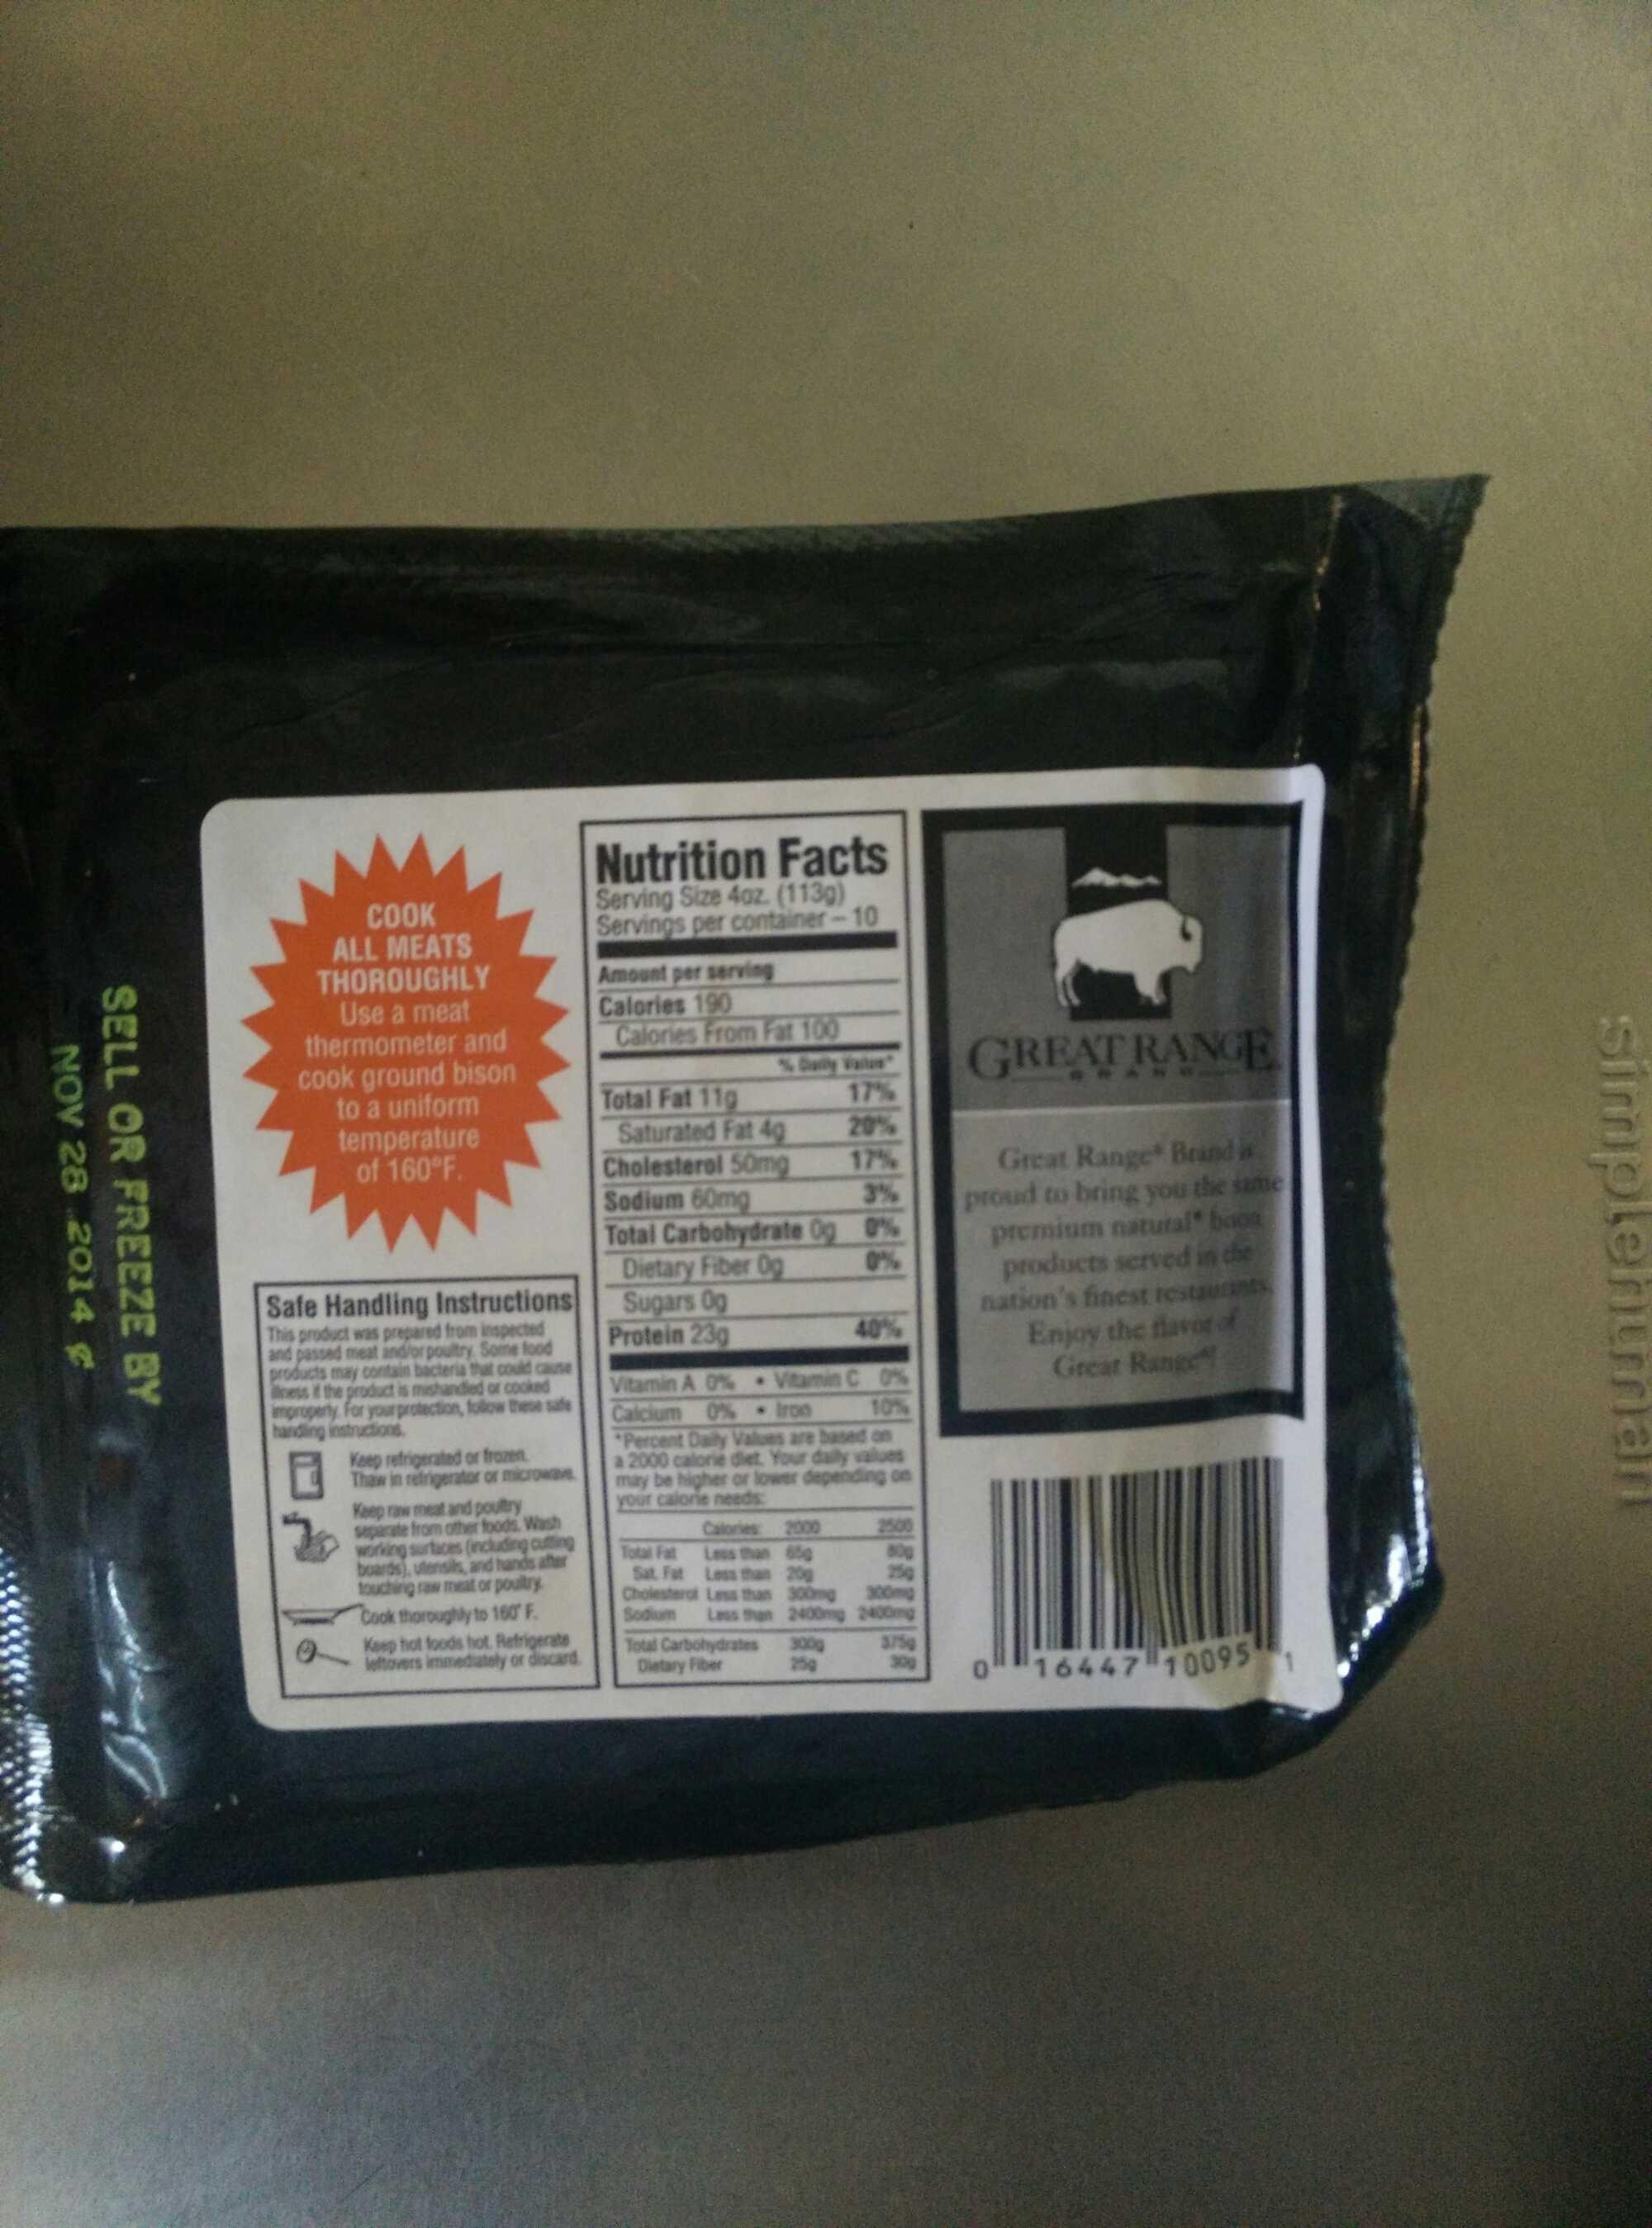 SELL OR FREEZE BY
NOV 28 2014
COOK
ALL MEATS
THOROUGHLY
Use a meat
thermometer and
cook ground bison
to a uniform
temperature
of 160°F.
Safe Handling Instructions
This product was prepared from inspected
and passed meat and/or poultry. Some food
products may contain bacteria that could cause
illness if the product is mishandled or cooked
improperly. For your protection, follow these safe
handling instructions.
Keep refrigerated or frozen.
Thaw in refrigerator or microwave.
Keep raw meat and poultry
separate from other foods. Wash
working surfaces (including cutting
boards), utensils, and hands after
touching raw meat or poultry.
Cook thoroughly to 160° F.
Keep hot foods hot. Refrigerate
leftovers immediately or discard.
Nutrition Facts
Serving Size 4oz. (113g)
Servings per container – 10
Amount per serving
Calories 190
Calories From Fat 100
% Daily Value*
Total Fat 11g 17%
Saturated Fat 4g 20%
Cholesterol 50mg 17%
Sodium 60mg 3%
Total Carbohydrate 0g 0%
Dietary Fiber 0g 0%
Sugars 0g
Protein 23g 40%
Vitamin A 0% • Vitamin C 0%
Calcium 0% • Iron 10%
*Percent Daily Values are based on
a 2000 calorie diet. Your daily values
may be higher or lower depending on
your calorie needs:
Calories: 2000 2500
Total Fat Less than 65g 80g
Sat. Fat Less than 20g 25g
Cholesterol Less than 300mg 300mg
Sodium Less than 2400mg 2400mg
Total Carbohydrates 300g 375g
Dietary Fiber 25g 30g
GREAT RANGE
BRAND
Great Range® Brand is
proud to bring you the same
premium natural* bison
products served in the
nation's finest restaurants.
Enjoy the flavor of
Great Range®!
0 16447 10095 1
simplehuman